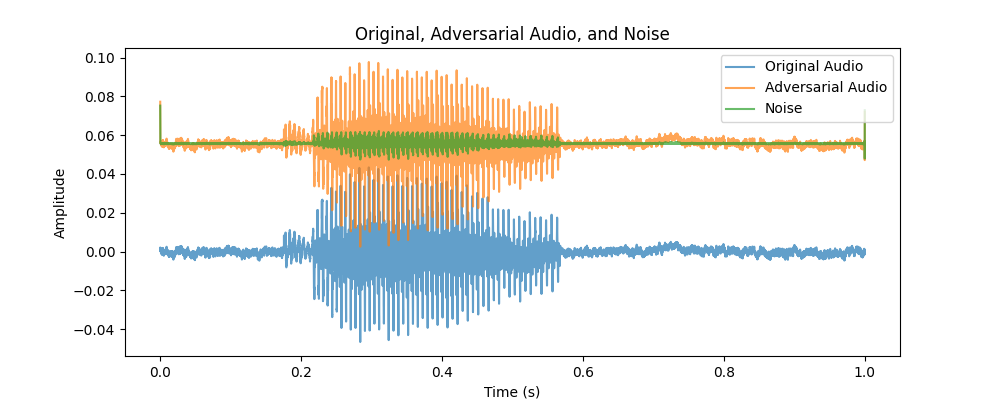 Original, Adversarial Audio, and Noise
Original Audio
Adversarial Audio
Noise
0.10
0.08
0.06
0.04
0.02
0.00
−0.02
−0.04
Amplitude
0.0
0.2
0.4
0.6
0.8
1.0
Time (s)